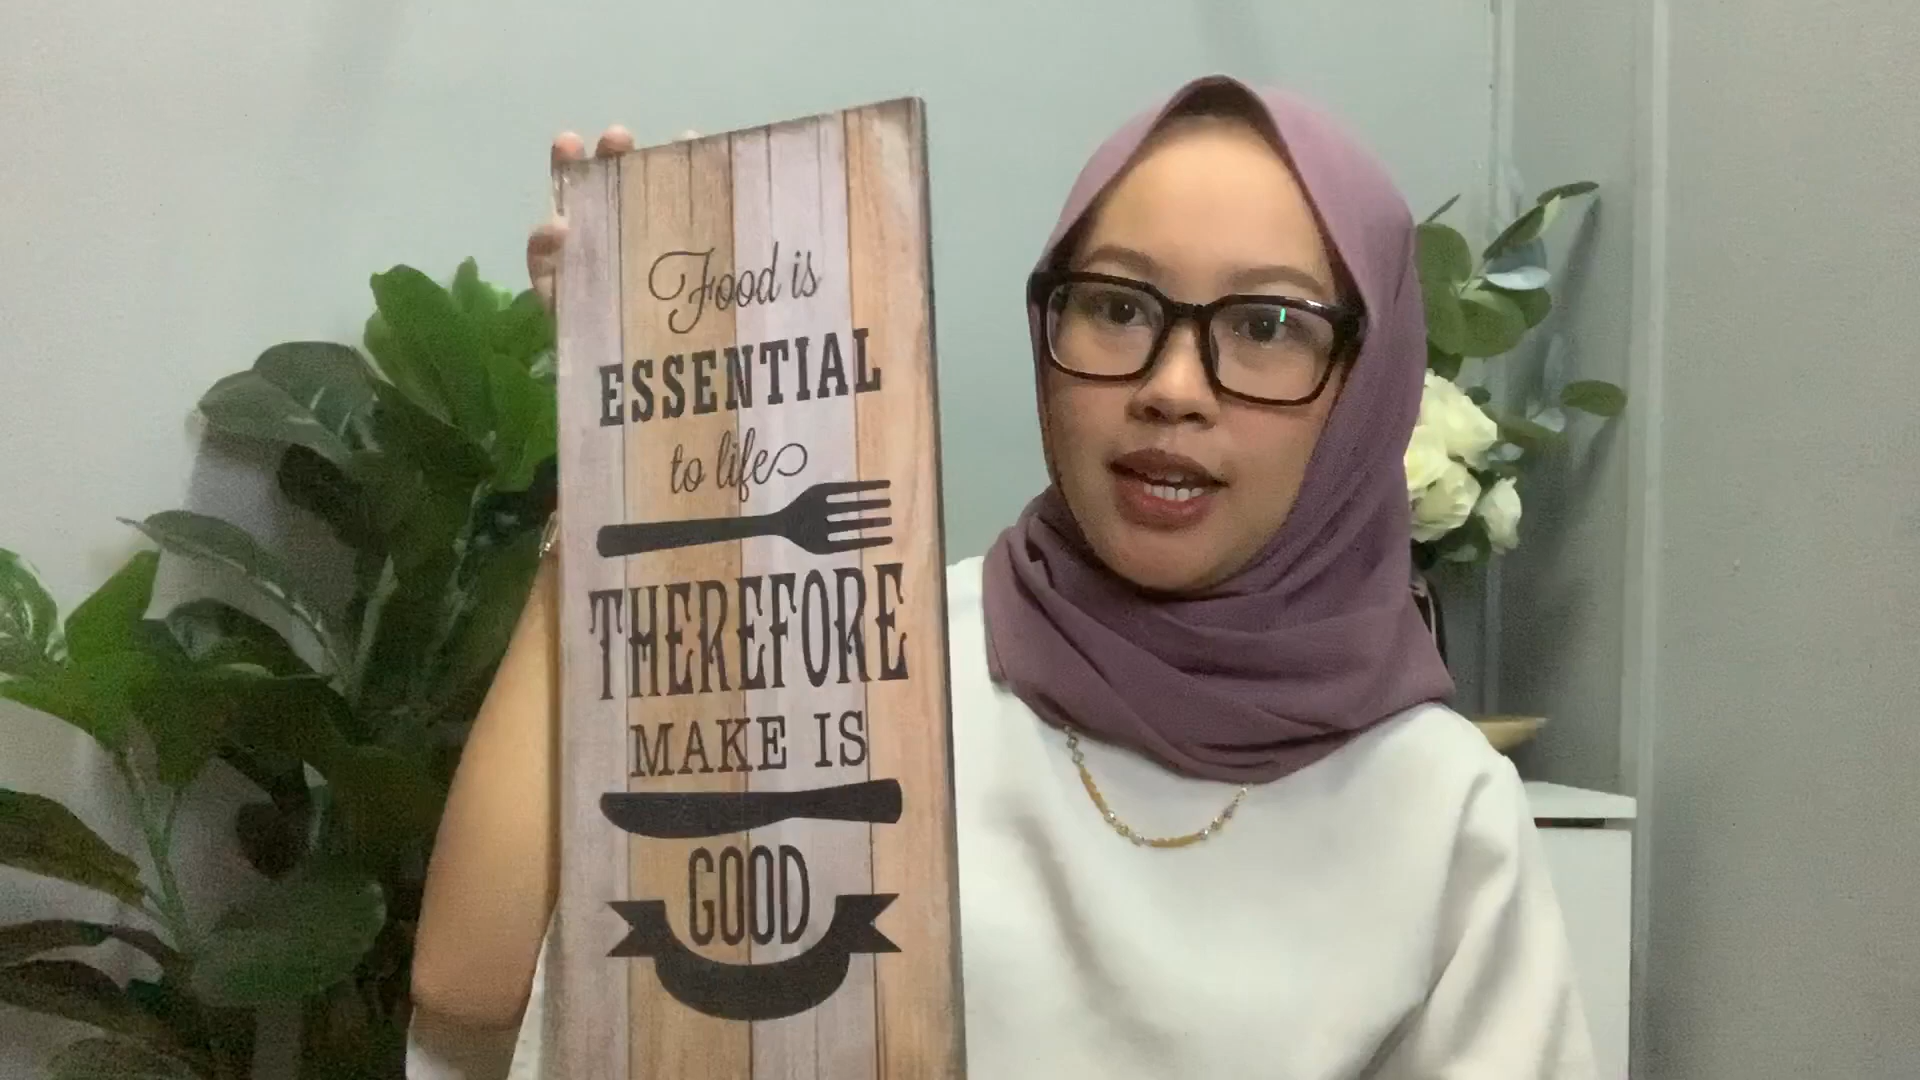 Food is
ESSENTIAL
to life
THEREFORE
MAKE IS
GOOD